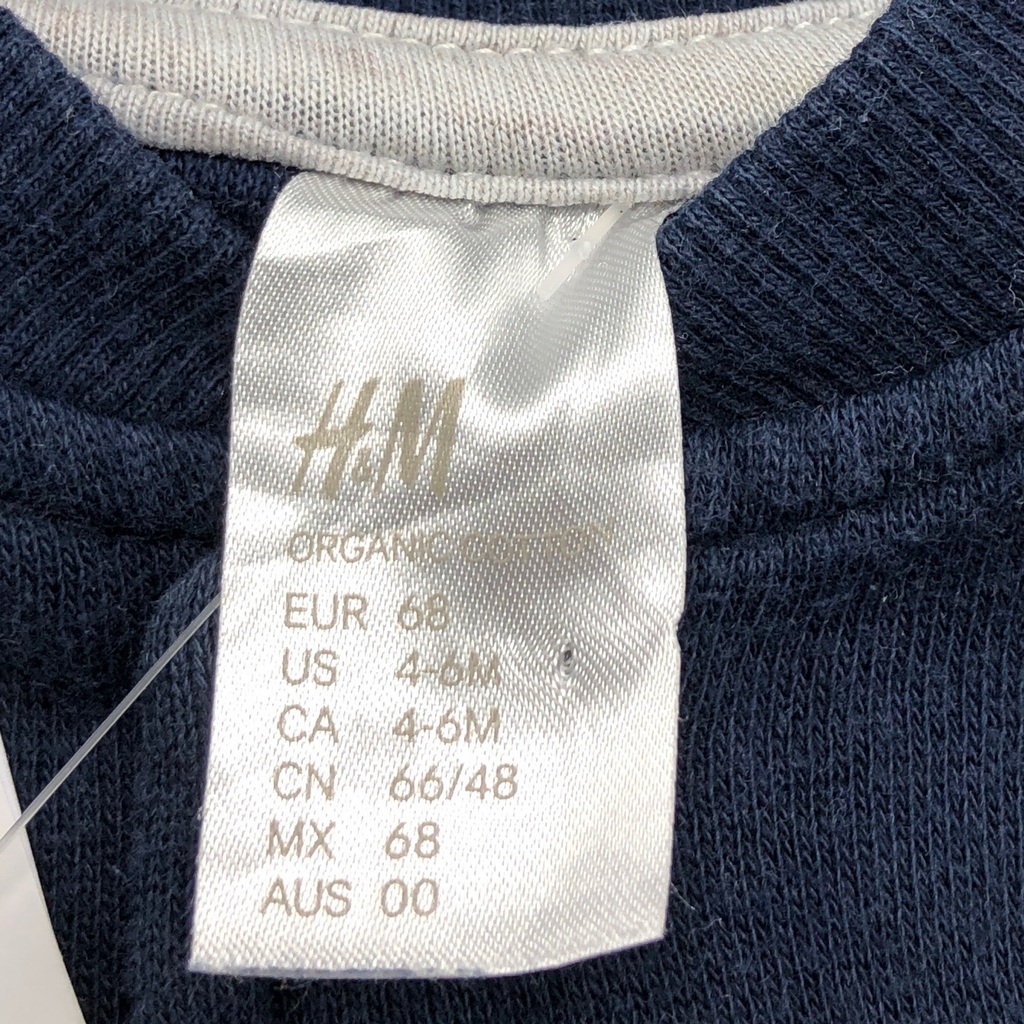 H&M
ORGANIC COTTON
EUR 68
US 4-6M
CA 4-6M
CN 66/48
MX 68
AUS 00